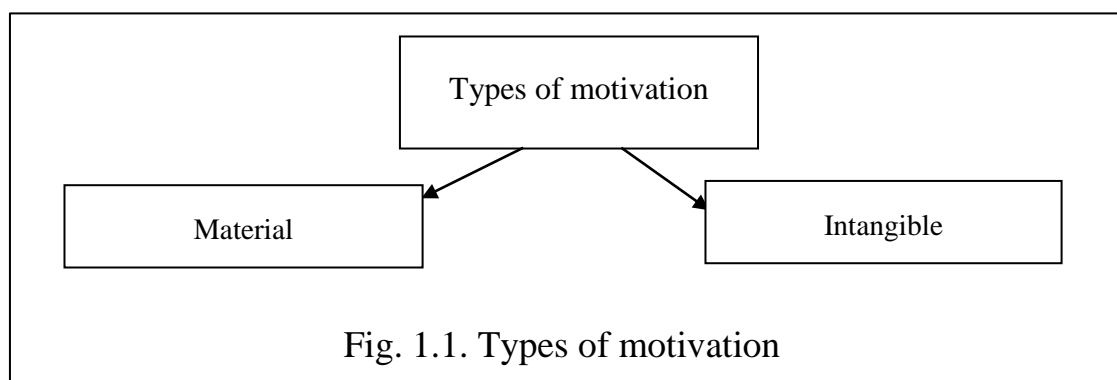 Types of motivation
Material
Intangible
Fig. 1.1. Types of motivation